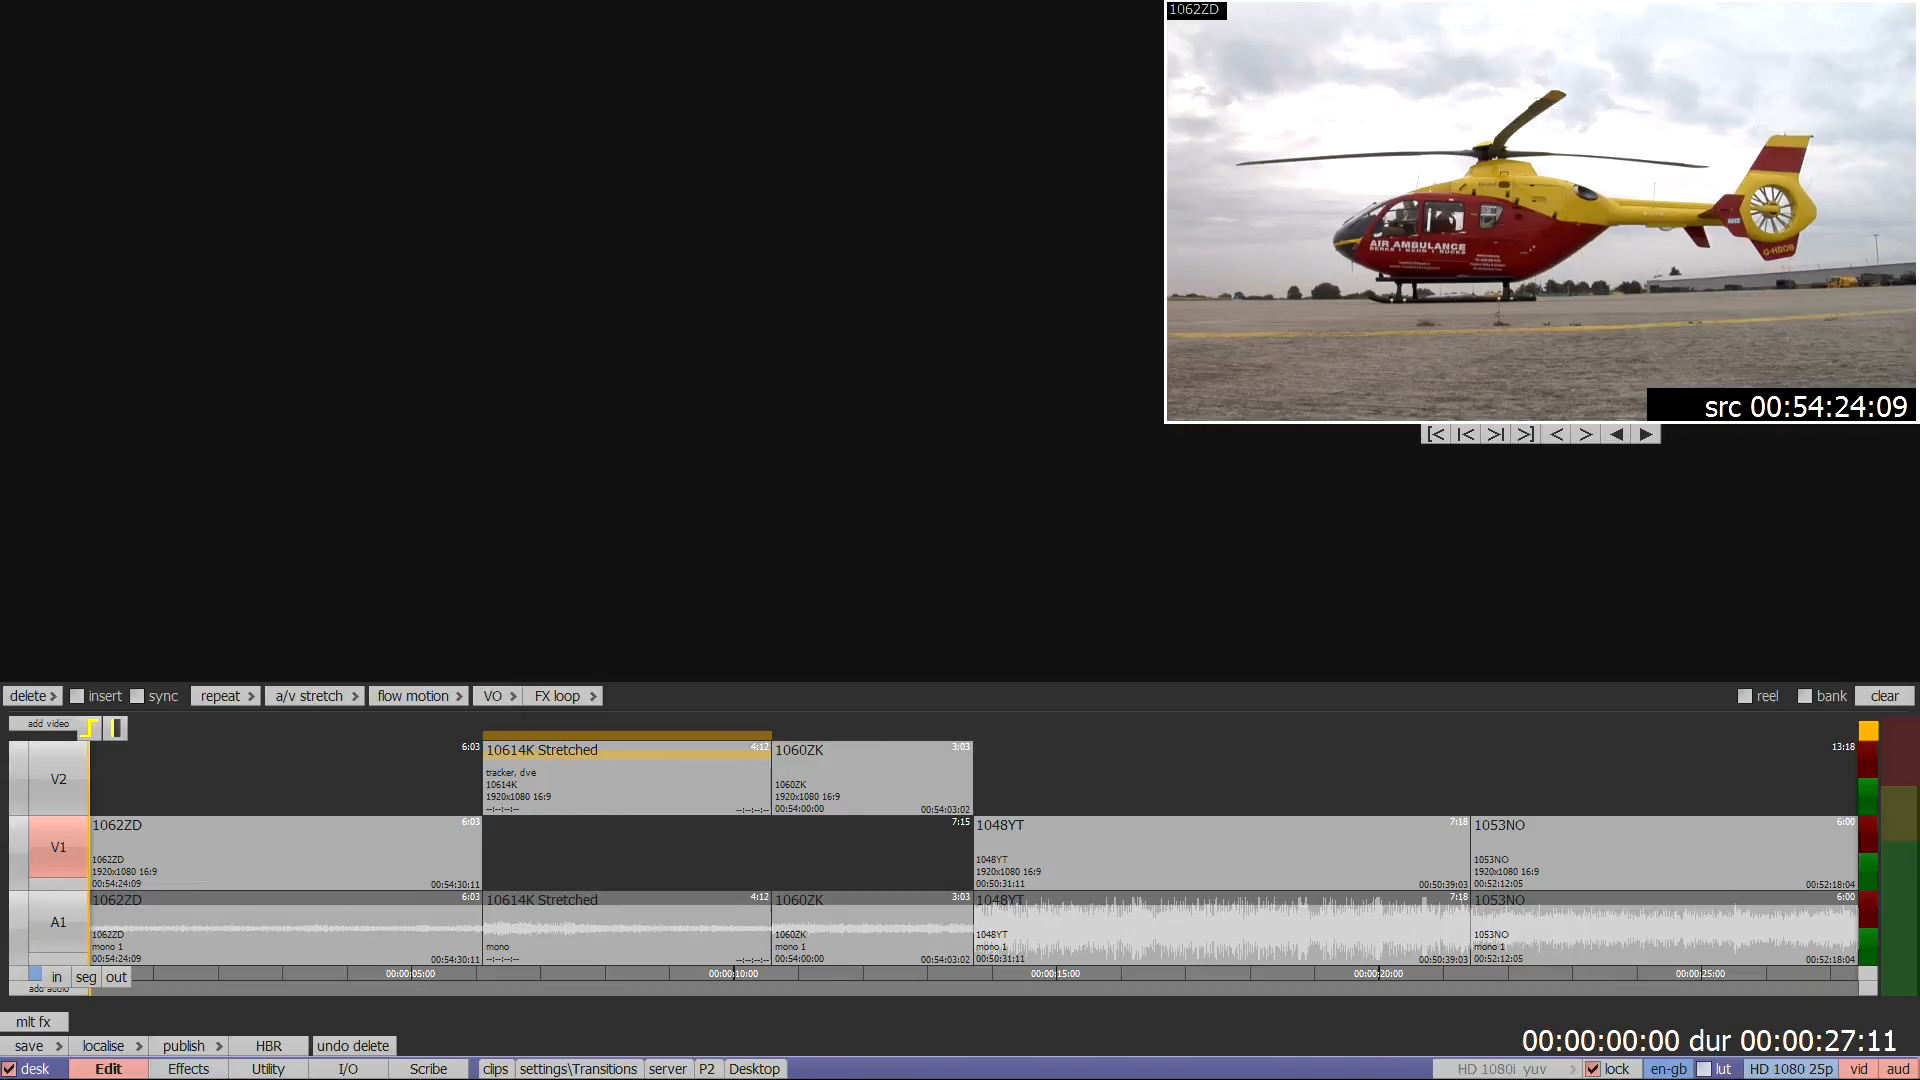 1062ZD
AIR AMBULANCE
BERKS | OXON | BUCKS
G-HBOB
src 00:54:24:09
[< |< >| >] < > ◀ ▶
delete > insert sync repeat > a/v stretch > flow motion > VO > FX loop > reel bank clear
add video
V2 6:03 10614K Stretched 4:12 1060ZK 3:03 13:18
tracker, dve
10614K 1060ZK
1920x1080 16:9 1920x1080 16:9
--:--:--:-- --:--:--:-- 00:54:00:00 00:54:03:02
V1 1062ZD 6:03 7:15 1048YT 7:18 1053NO 6:00
1062ZD 1048YT 1053NO
1920x1080 16:9 1920x1080 16:9 1920x1080 16:9
00:54:24:09 00:54:30:11 00:50:31:11 00:50:39:03 00:52:12:05 00:52:18:04
A1 1062ZD 6:03 10614K Stretched 4:12 1060ZK 3:03 1048YT 7:18 1053NO 6:00
1062ZD 1060ZK 1048YT 1053NO
mono 1 mono mono 1 mono 1 mono 1
00:54:24:09 00:54:30:11 --:--:--:-- --:--:--:-- 00:54:00:00 00:54:03:02 00:50:31:11 00:50:39:03 00:52:12:05 00:52:18:04
in seg out 00:00:05:00 00:00:10:00 00:00:15:00 00:00:20:00 00:00:25:00
add audio
mlt fx
save > localise > publish > HBR undo delete
00:00:00:00 dur 00:00:27:11
desk Edit Effects Utility I/O Scribe clips settings\Transitions server P2 Desktop HD 1080i yuv > lock en-gb lut HD 1080 25p vid aud